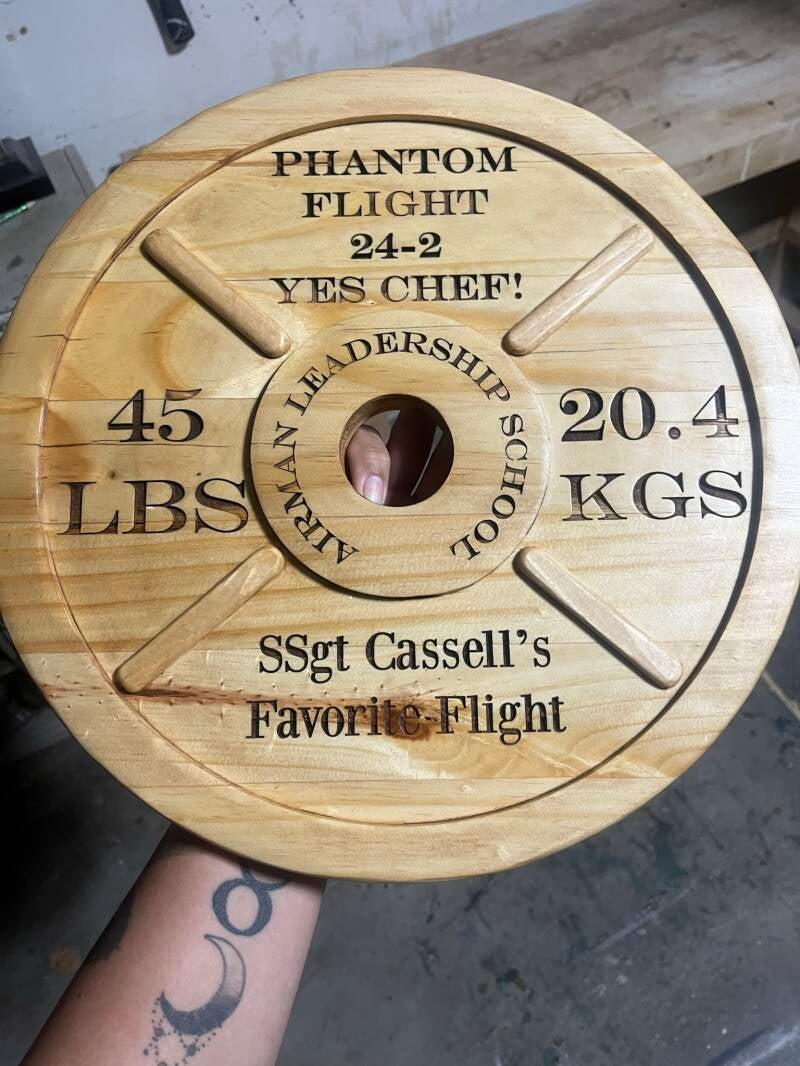 PHANTOM
FLIGHT
24-2
YES CHEF!
AIRMAN LEADERSHIP SCHOOL
45
LBS
20.4
KGS
SSgt Cassell's
Favorite Flight